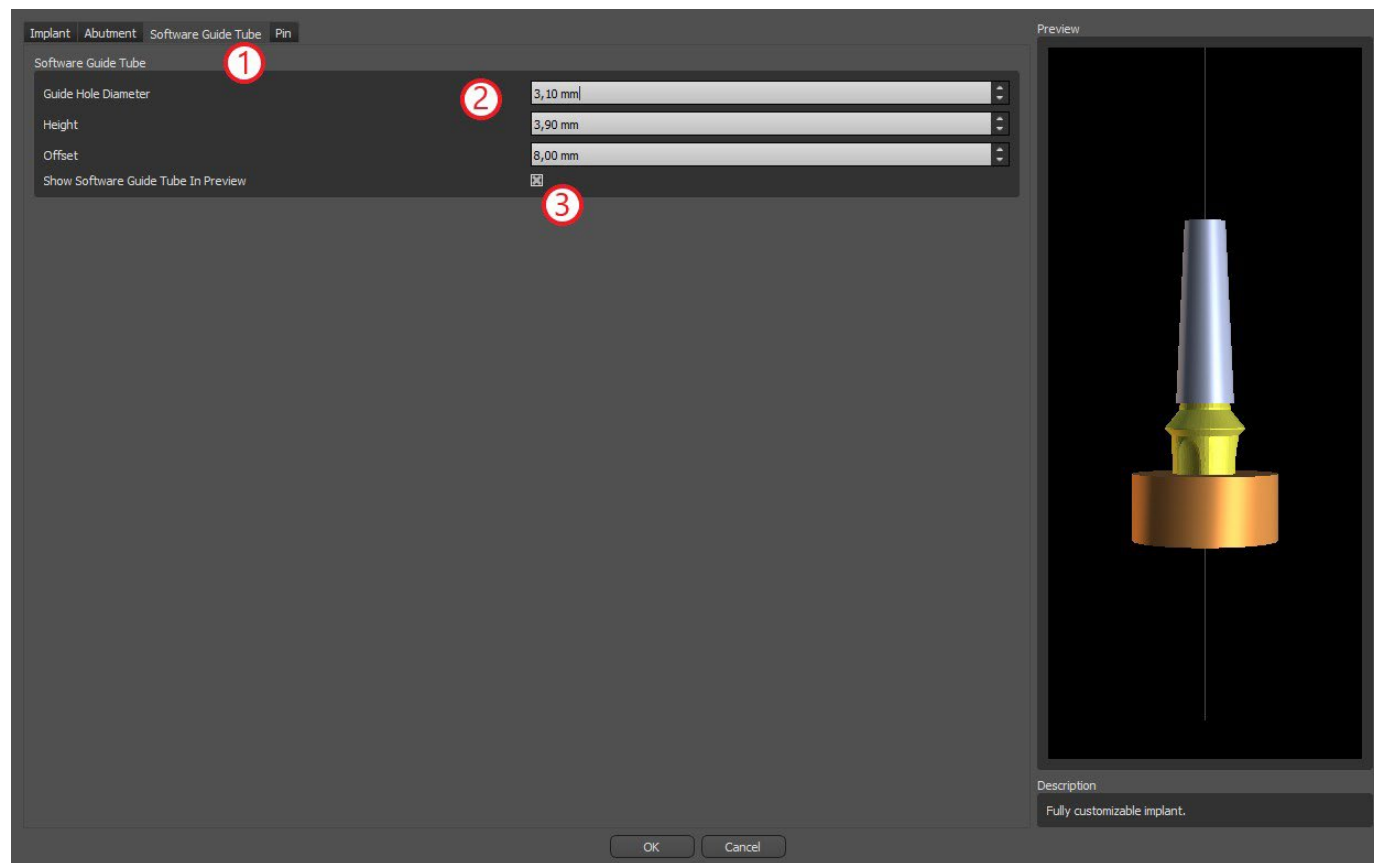 Implant Abutment Software Guide Tube Pin
Software Guide Tube
1
Guide Hole Diameter
2
3,10 mm
Height
3,90 mm
Offset
8,00 mm
Show Software Guide Tube In Preview
3
Preview
Description
Fully customizable implant.
OK Cancel